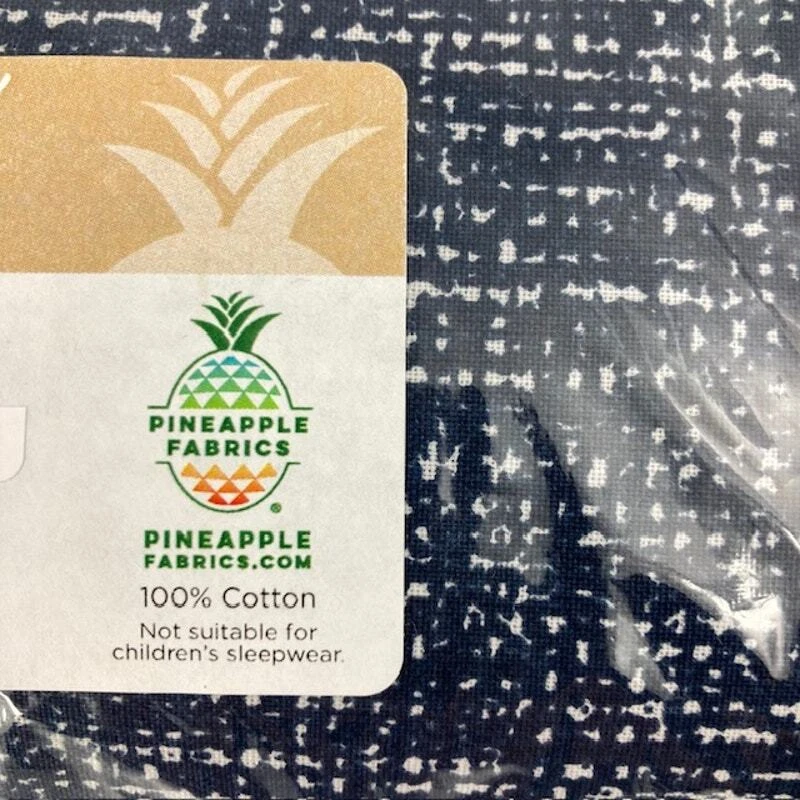 PINEAPPLE
FABRICS
®
PINEAPPLE
FABRICS.COM
100% Cotton
Not suitable for
children's sleepwear.